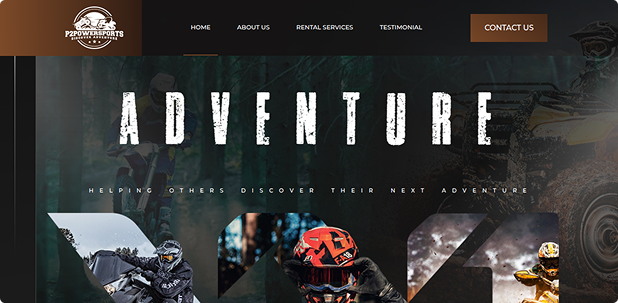 P2POWERSPORTS
DISCOVER ADVENTURE
HOME
ABOUT US
RENTAL SERVICES
TESTIMONIAL
CONTACT US
ADVENTURE
HELPING OTHERS DISCOVER THEIR NEXT ADVENTURE